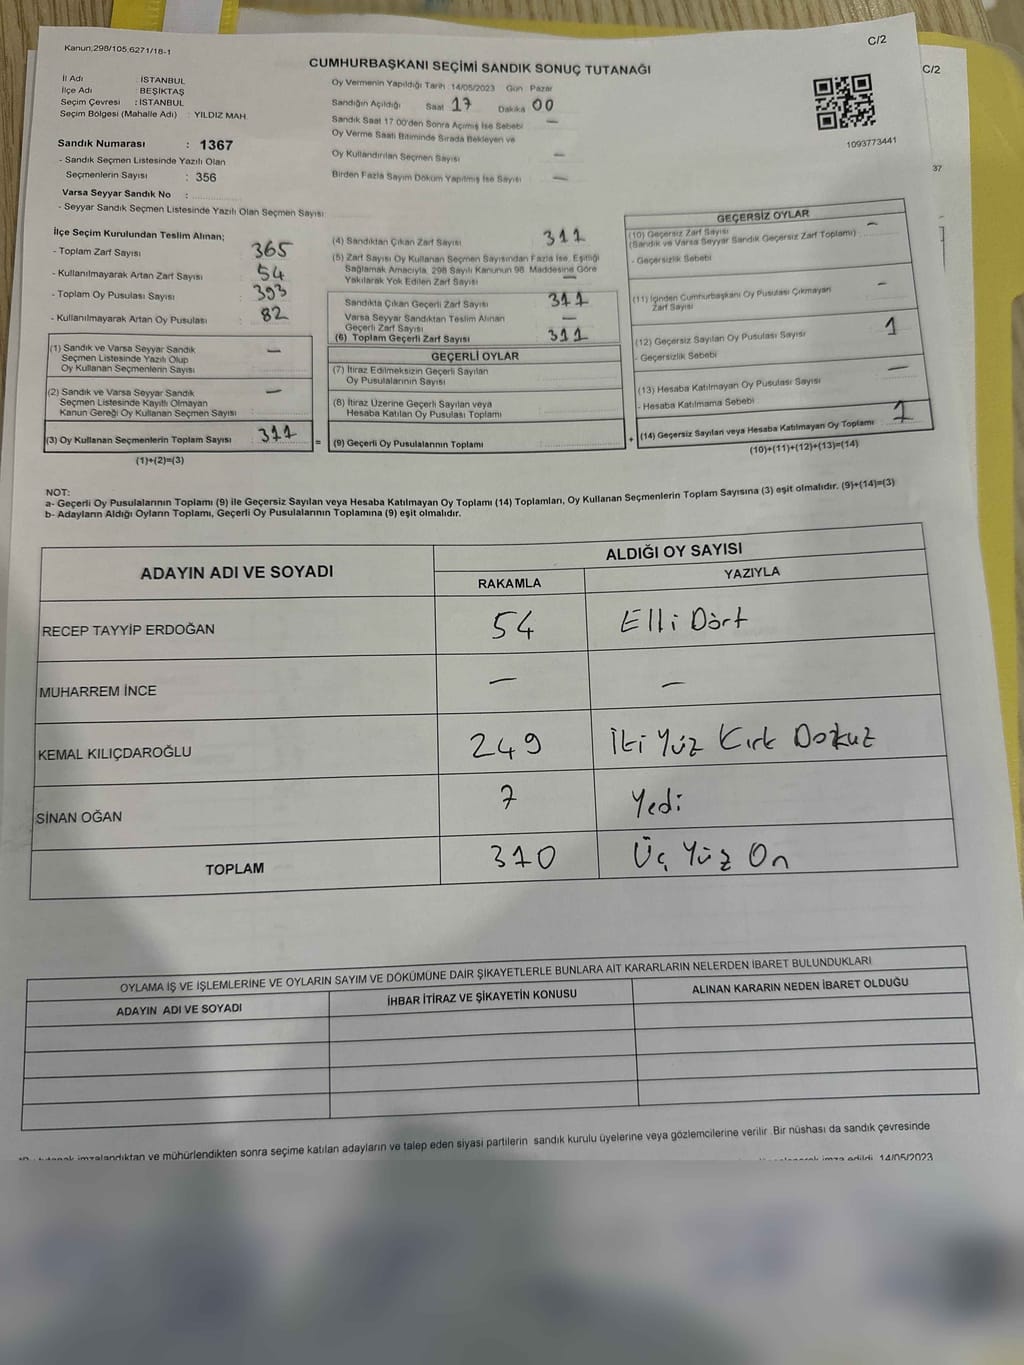 Kanun;298/105,6271/18-1
C/2
C/2
CUMHURBAŞKANI SEÇİMİ SANDIK SONUÇ TUTANAĞI
İl Adı : İSTANBUL
İlçe Adı : BEŞİKTAŞ
Seçim Çevresi : İSTANBUL
Seçim Bölgesi (Mahalle Adı) : YILDIZ MAH.
Sandık Numarası : 1367
- Sandık Seçmen Listesinde Yazılı Olan
Seçmenlerin Sayısı : 356
Varsa Seyyar Sandık No :
- Seyyar Sandık Seçmen Listesinde Yazılı Olan Seçmen Sayısı:
Oy Vermenin Yapıldığı Tarih : 14/05/2023 Gün : Pazar
Sandığın Açıldığı Saat 17 Dakika 00
Sandık Saat 17.00'den Sonra Açımış İse Sebebi —
Oy Verme Saati Bitiminde Sırada Bekleyen ve
Oy Kullandırılan Seçmen Sayısı —
Birden Fazla Sayım Döküm Yapılmış İse Sayısı —
1093773441
37
İlçe Seçim Kurulundan Teslim Alınan;
- Toplam Zarf Sayısı : 365
- Kullanılmayarak Artan Zarf Sayısı : 54
- Toplam Oy Pusulası Sayısı : 393
- Kullanılmayarak Artan Oy Pusulası : 82
(1) Sandık ve Varsa Seyyar Sandık
Seçmen Listesinde Yazılı Olup
Oy Kullanan Seçmenlerin Sayısı : —
(2) Sandık ve Varsa Seyyar Sandık
Seçmen Listesinde Kayıtlı Olmayan
Kanun Gereği Oy Kullanan Seçmen Sayısı : —
(3) Oy Kullanan Seçmenlerin Toplam Sayısı : 311
(1)+(2)=(3)
=
(4) Sandıktan Çıkan Zarf Sayısı : 311
(5) Zarf Sayısı Oy Kullanan Seçmen Sayısından Fazla İse, Eşitliği
Sağlamak Amacıyla, 298 Sayılı Kanunun 98. Maddesine Göre
Yakılarak Yok Edilen Zarf Sayısı : —
Sandıkta Çıkan Geçerli Zarf Sayısı : 311
Varsa Seyyar Sandıktan Teslim Alınan
Geçerli Zarf Sayısı : —
(6) Toplam Geçerli Zarf Sayısı : 311
GEÇERLİ OYLAR
(7) İtiraz Edilmeksizin Geçerli Sayılan
Oy Pusulalarının Sayısı
(8) İtiraz Üzerine Geçerli Sayılan veya
Hesaba Katılan Oy Pusulası Toplamı
(9) Geçerli Oy Pusulalarının Toplamı
+
GEÇERSİZ OYLAR
(10) Geçersiz Zarf Sayısı
(Sandık ve Varsa Seyyar Sandık Geçersiz Zarf Toplamı) : —
- Geçersizlik Sebebi
(11) İçinden Cumhurbaşkanı Oy Pusulası Çıkmayan
Zarf Sayısı —
(12) Geçersiz Sayılan Oy Pusulası Sayısı 1
- Geçersizlik Sebebi
(13) Hesaba Katılmayan Oy Pusulası Sayısı —
- Hesaba Katılmama Sebebi
(14) Geçersiz Sayılan veya Hesaba Katılmayan Oy Toplamı : 1
(10)+(11)+(12)+(13)=(14)
NOT:
a- Geçerli Oy Pusulalarının Toplamı (9) ile Geçersiz Sayılan veya Hesaba Katılmayan Oy Toplamı (14) Toplamları, Oy Kullanan Seçmenlerin Toplam Sayısına (3) eşit olmalıdır. (9)+(14)=(3)
b- Adayların Aldığı Oyların Toplamı, Geçerli Oy Pusulalarının Toplamına (9) eşit olmalıdır.
ADAYIN ADI VE SOYADI
ALDIĞI OY SAYISI
RAKAMLA YAZIYLA
RECEP TAYYİP ERDOĞAN 54 Elli Dört
MUHARREM İNCE — —
KEMAL KILIÇDAROĞLU 249 İki Yüz Kırk Dokuz
SİNAN OĞAN 7 Yedi
TOPLAM 310 Üç Yüz On
OYLAMA İŞ VE İŞLEMLERİNE VE OYLARIN SAYIM VE DÖKÜMÜNE DAİR ŞİKAYETLERLE BUNLARA AİT KARARLARIN NELERDEN İBARET BULUNDUKLARI
ADAYIN ADI VE SOYADI İHBAR İTİRAZ VE ŞİKAYETİN KONUSU ALINAN KARARIN NEDEN İBARET OLDUĞU
tutanak imzalandıktan ve mühürlendikten sonra seçime katılan adayların ve talep eden siyasi partilerin sandık kurulu üyelerine veya gözlemcilerine verilir. Bir nüshası da sandık çevresinde
imza edildi. 14/05/2023